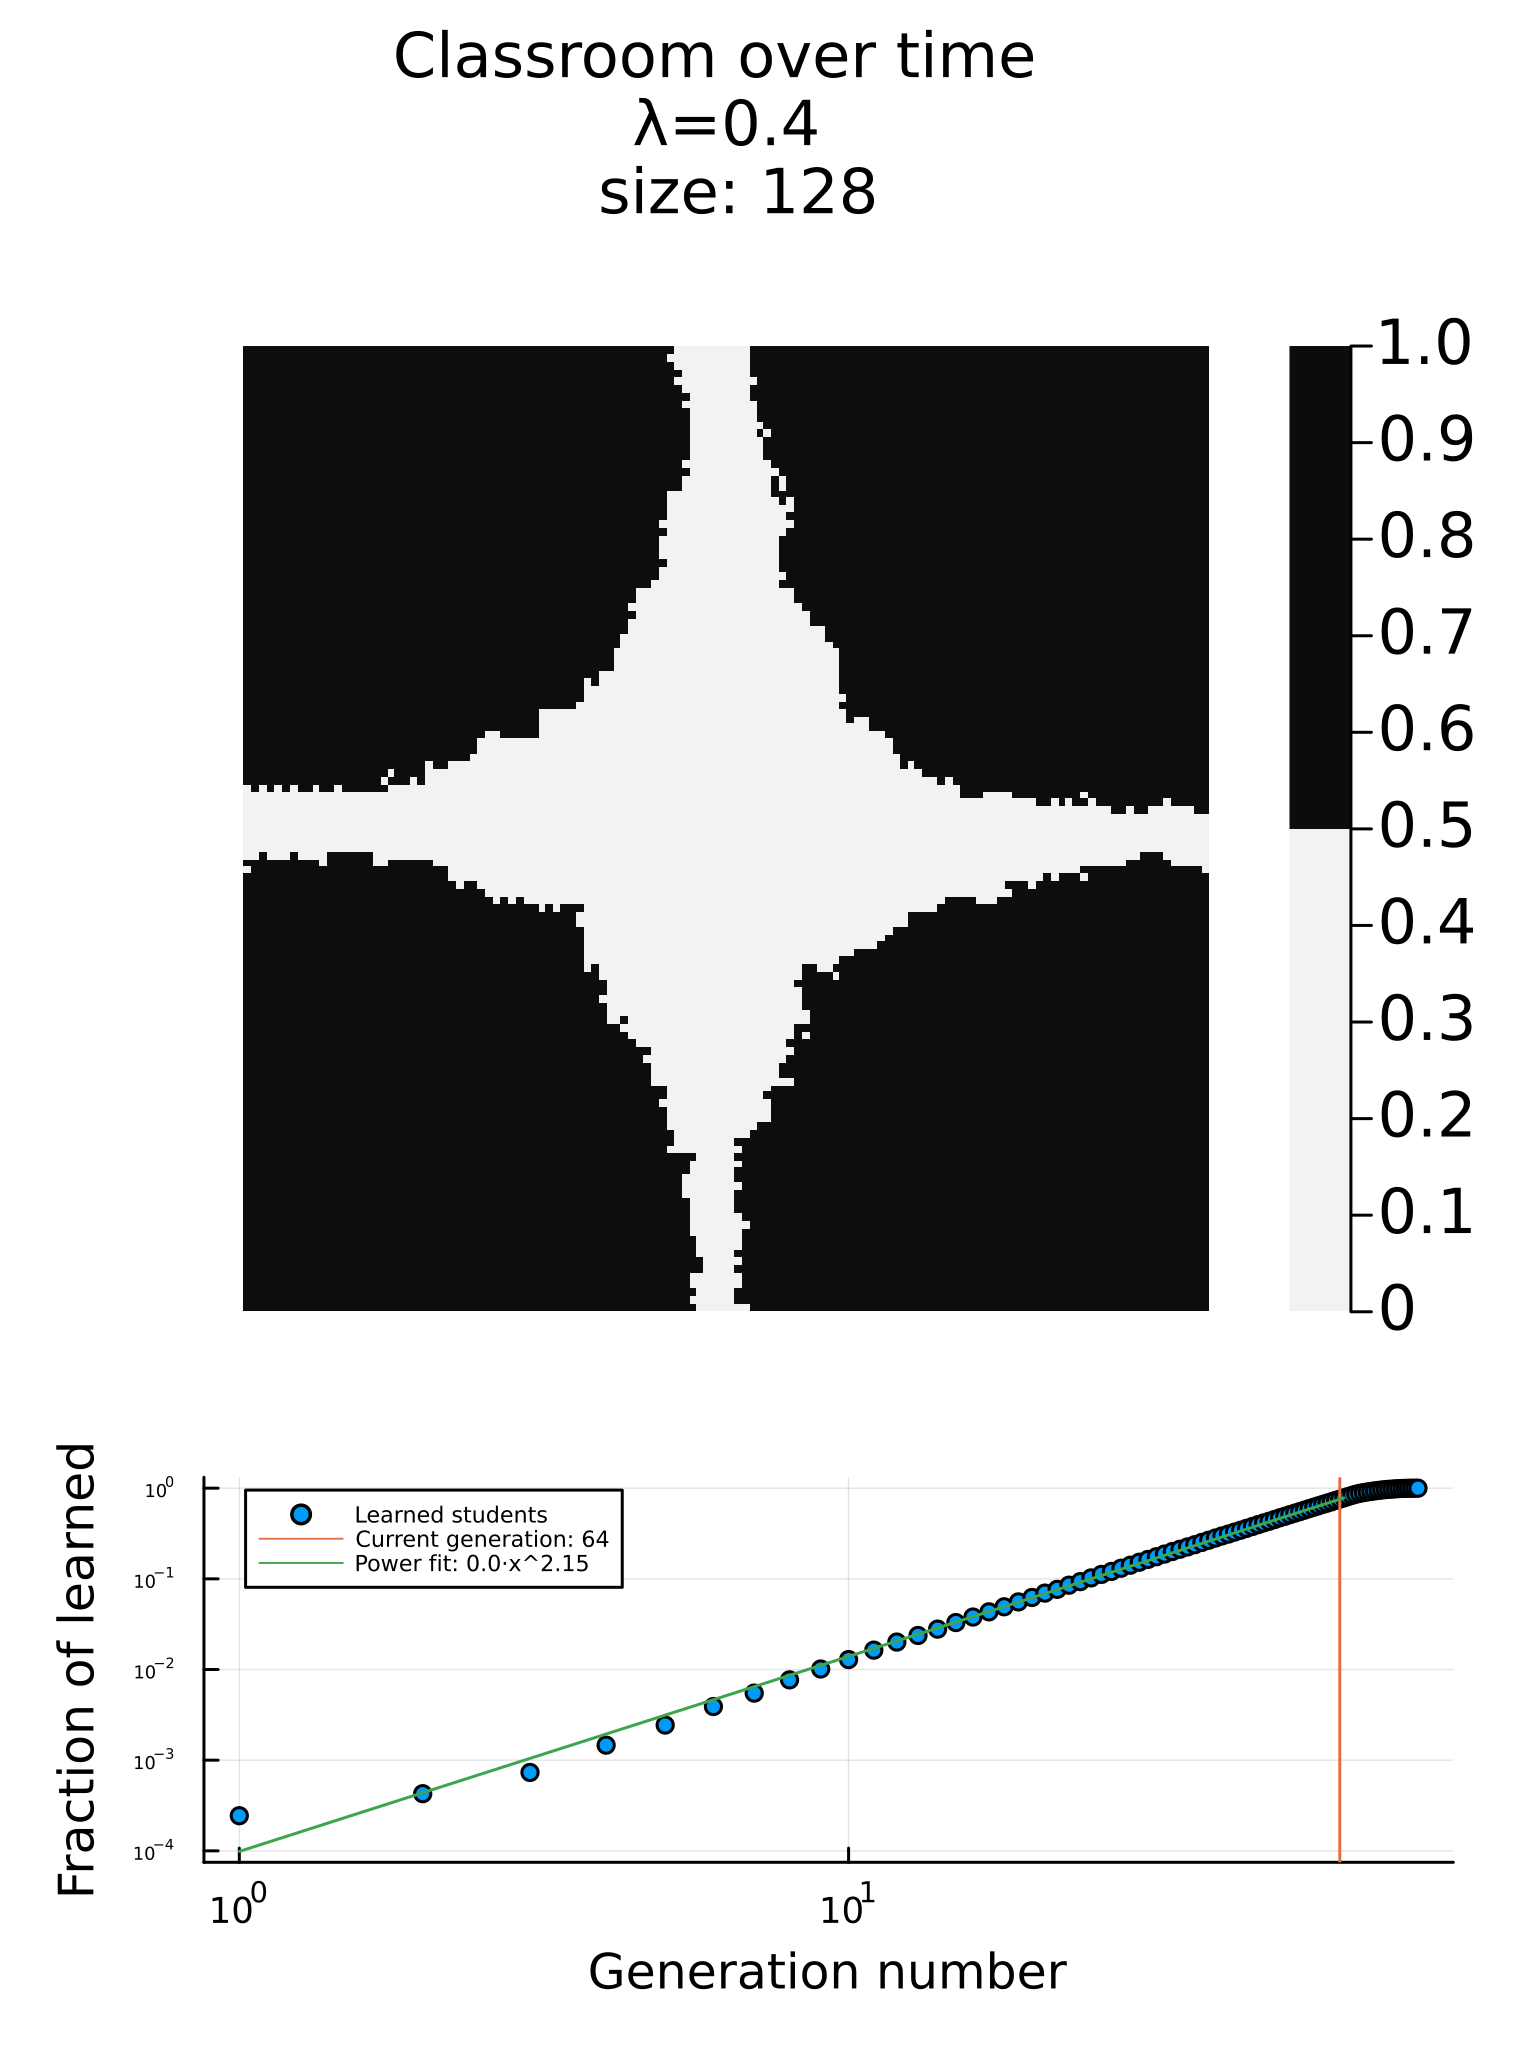 Classroom over time
λ=0.4
size: 128
1.0
0.9
0.8
0.7
0.6
0.5
0.4
0.3
0.2
0.1
0
Fraction of learned
10^0
10^−1
10^−2
10^−3
10^−4
Learned students
Current generation: 64
Power fit: 0.0·x^2.15
10^0
10^1
Generation number